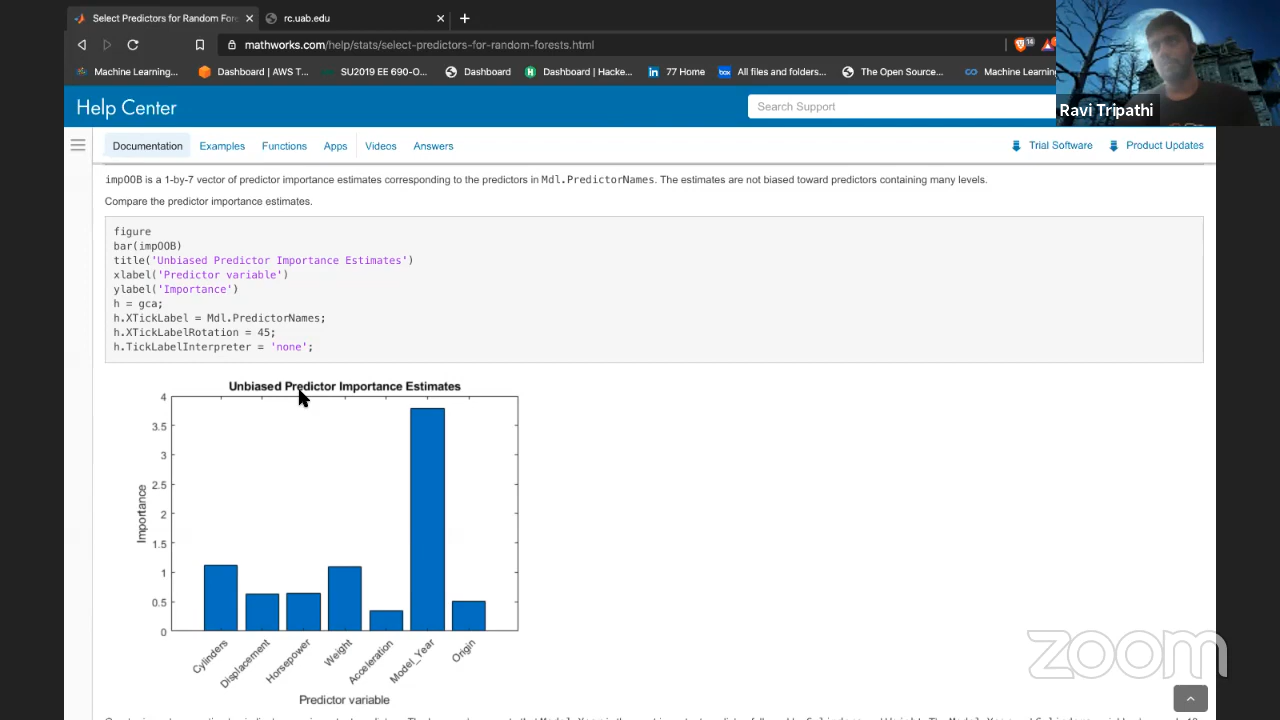 Select Predictors for Random For
rc.uab.edu
mathworks.com/help/stats/select-predictors-for-random-forests.html
14
Machine Learning...
Dashboard | AWS T...
SU2019 EE 690-O...
Dashboard
Dashboard | Hacke...
77 Home
All files and folders...
The Open Source...
Machine Learning
Ravi Tripathi
Help Center
Search Support
Documentation
Examples
Functions
Apps
Videos
Answers
Trial Software
Product Updates
impOOB is a 1-by-7 vector of predictor importance estimates corresponding to the predictors in Mdl.PredictorNames. The estimates are not biased toward predictors containing many levels.
Compare the predictor importance estimates.
figure
bar(impOOB)
title('Unbiased Predictor Importance Estimates')
xlabel('Predictor variable')
ylabel('Importance')
h = gca;
h.XTickLabel = Mdl.PredictorNames;
h.XTickLabelRotation = 45;
h.TickLabelInterpreter = 'none';
Unbiased Predictor Importance Estimates
4
3.5
3
2.5
2
1.5
1
0.5
0
Importance
Cylinders
Displacement
Horsepower
Weight
Acceleration
Model_Year
Origin
Predictor variable
zoom